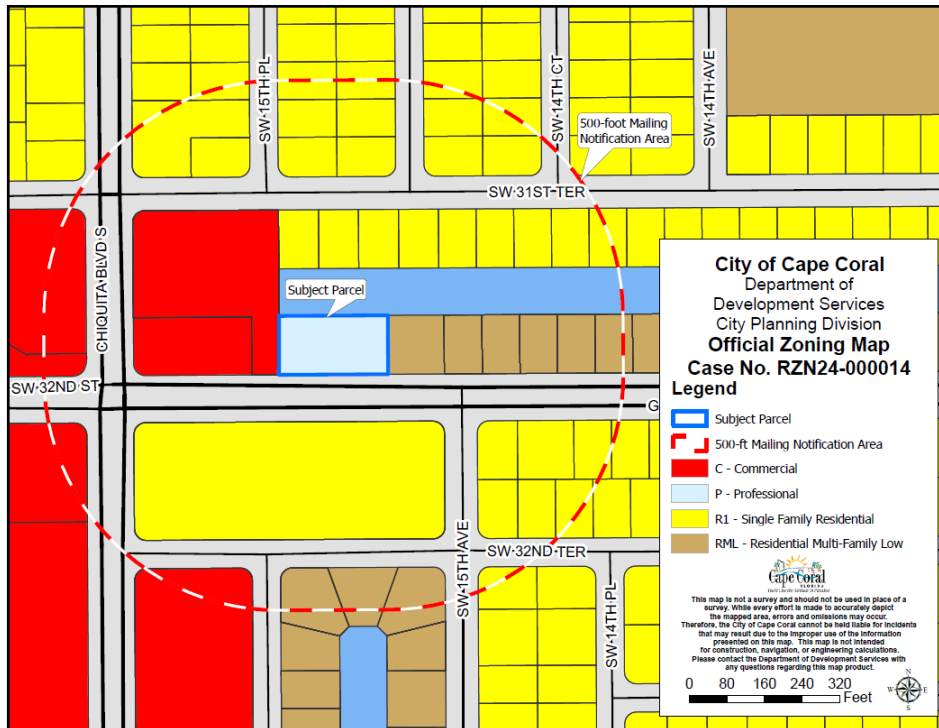 SW 15TH PL
SW 14TH CT
SW 14TH AVE
500-foot Mailing
Notification Area
SW 31ST TER
CHIQUITA BLVD S
Subject Parcel
SW 32ND ST
G
SW 15TH AVE
SW 32ND TER
SW 14TH PL
City of Cape Coral
Department of
Development Services
City Planning Division
Official Zoning Map
Case No. RZN24-000014
Legend
Subject Parcel
500-ft Mailing Notification Area
C - Commercial
P - Professional
R1 - Single Family Residential
RML - Residential Multi-Family Low
Cape Coral
FLORIDA
This map is not a survey and should not be used in place of a
survey. While every effort is made to accurately depict
the mapped area, errors and omissions may occur.
Therefore, the City of Cape Coral cannot be held liable for incidents
that may result due to the improper use of the information
presented on this map. This map is not intended
for construction, navigation, or engineering calculations.
Please contact the Department of Development Services with
any questions regarding this map product.
N
W E
S
0 80 160 240 320
Feet